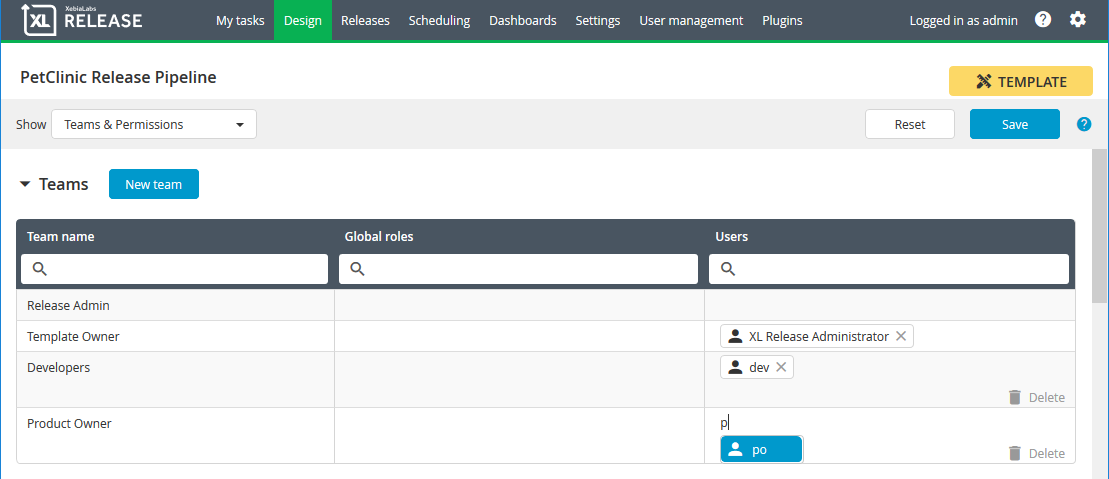 XL XebiaLabs RELEASE My tasks Design Releases Scheduling Dashboards Settings User management Plugins Logged in as admin ?
PetClinic Release Pipeline TEMPLATE
Show Teams & Permissions Reset Save ?
Teams New team
Team name Global roles Users
Release Admin
Template Owner XL Release Administrator
Developers dev
Delete
Product Owner p
po Delete